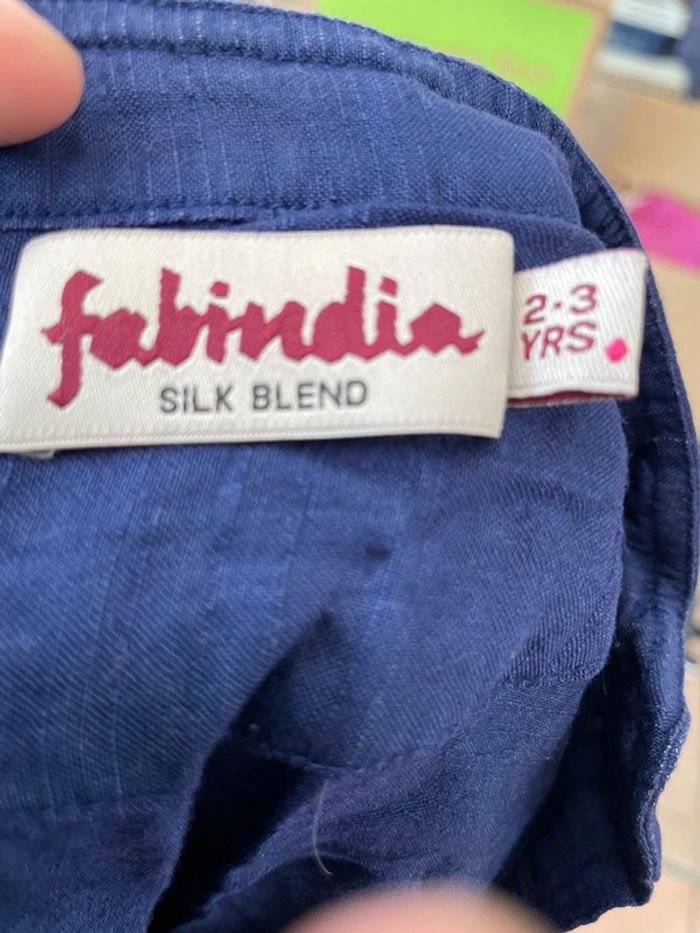 fabindia
SILK BLEND
2-3
YRS